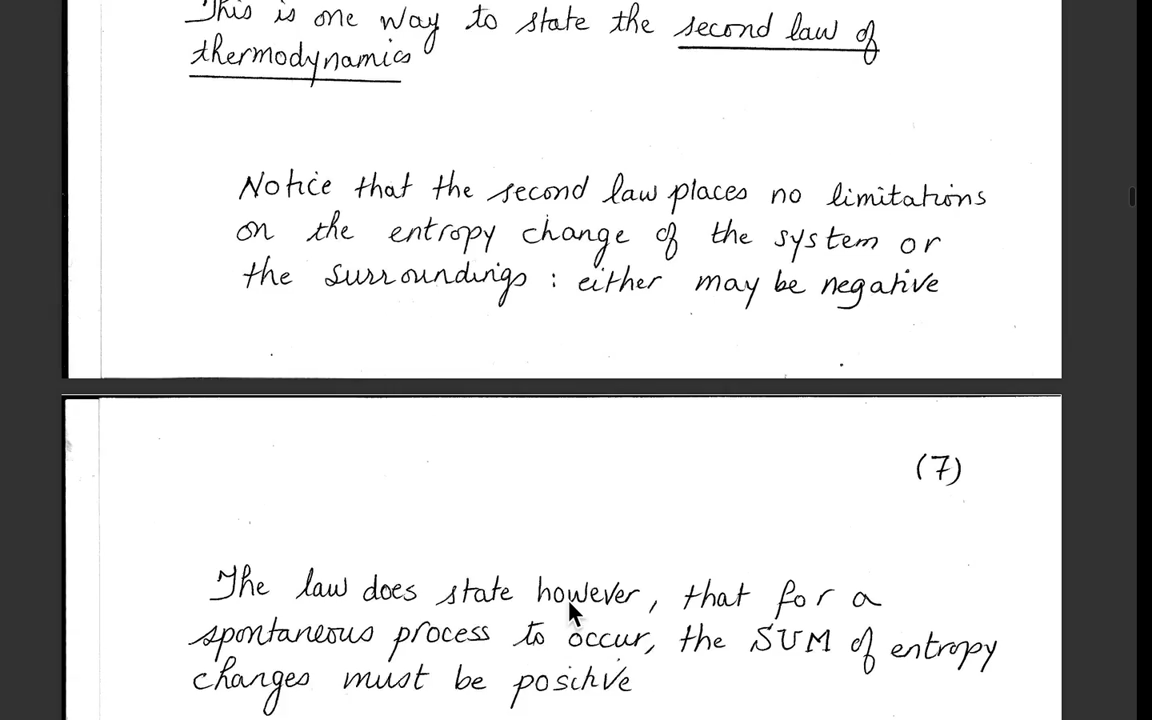 This is one way to state the second law of
thermodynamics
Notice that the second law places no limitations
on the entropy change of the system or
the surroundings : either may be negative
(7)
The law does state however, that for a
spontaneous process to occur, the SUM of entropy
changes must be positive